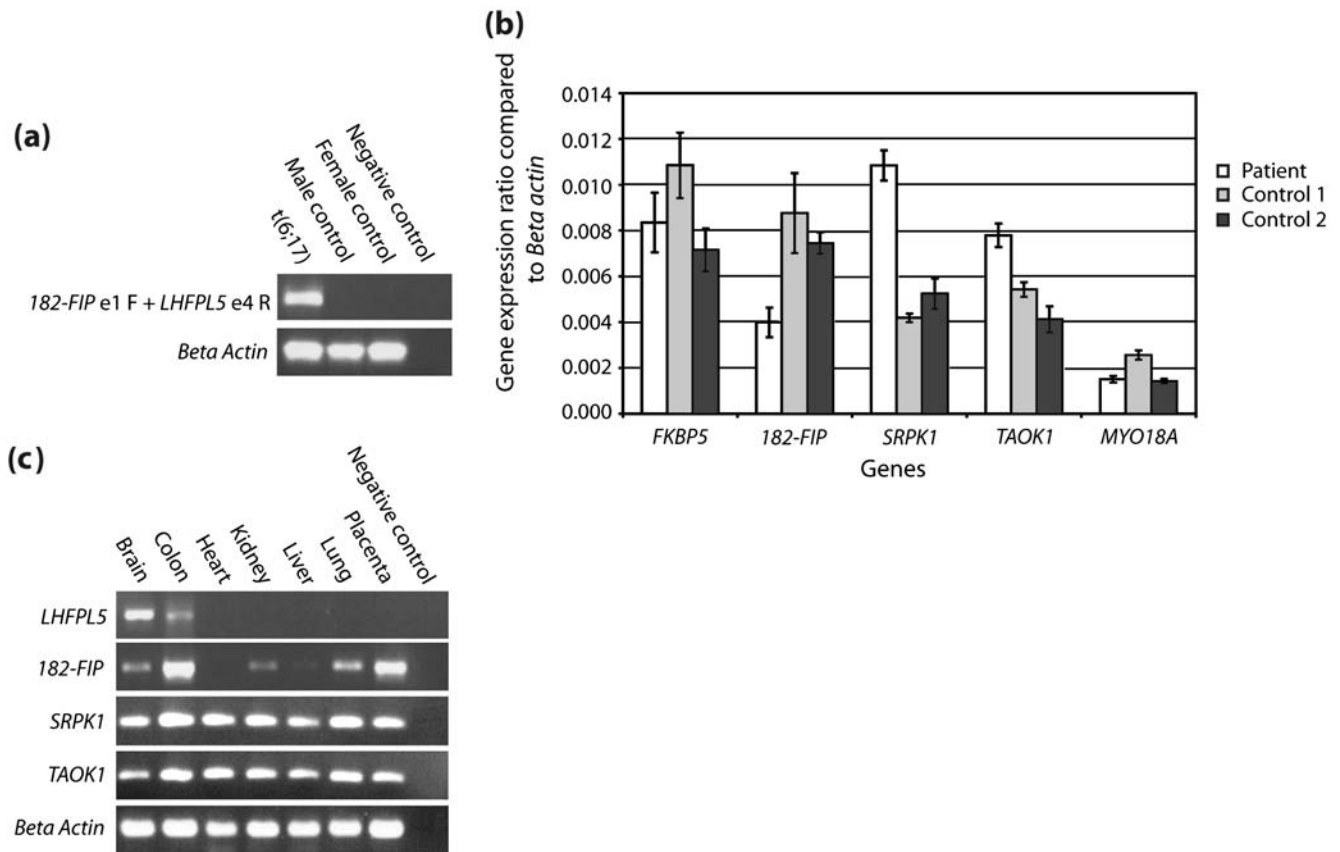 (a)
t(6;17)
Male control
Female control
Negative control
182-FIP e1 F + LHFPL5 e4 R
Beta Actin
(b)
Gene expression ratio compared
to Beta actin
0.014
0.012
0.010
0.008
0.006
0.004
0.002
0.000
FKBP5 182-FIP SRPK1 TAOK1 MYO18A
Genes
Patient
Control 1
Control 2
(c)
Brain
Colon
Heart
Kidney
Liver
Lung
Placenta
Negative control
LHFPL5
182-FIP
SRPK1
TAOK1
Beta Actin